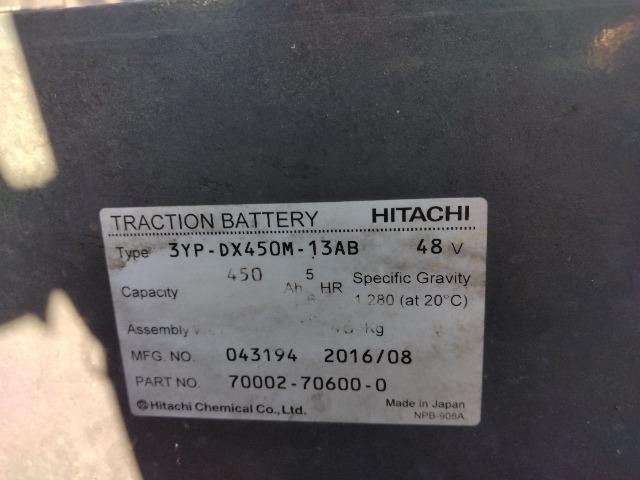 TRACTION BATTERY HITACHI
Type 3YP-DX450M-13AB 48 V
Capacity 450 Ah 5 HR Specific Gravity
1.280 (at 20°C)
Assembly kg
MFG. NO. 043194 2016/08
PART NO. 70002-70600-0
Hitachi Chemical Co., Ltd. Made in Japan
NPB-908A